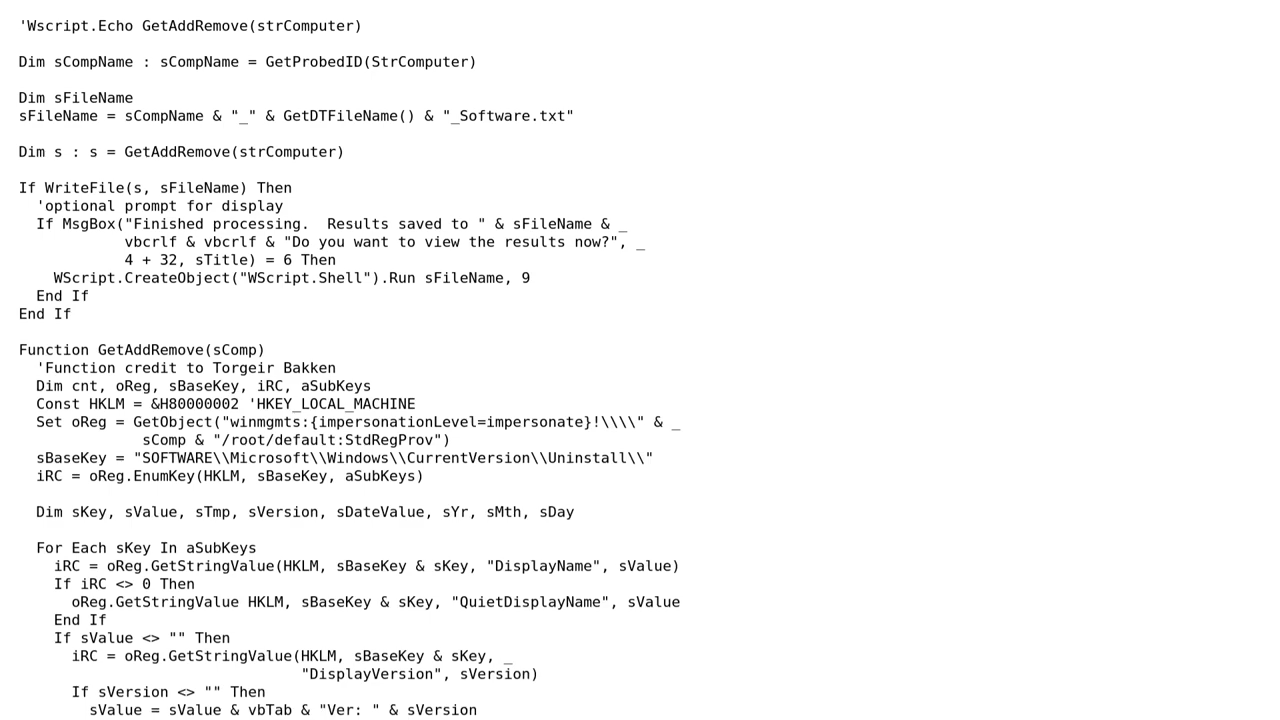 'Wscript.Echo GetAddRemove(strComputer)
Dim sCompName : sCompName = GetProbedID(StrComputer)
Dim sFileName
sFileName = sCompName & "_" & GetDTFileName() & "_Software.txt"
Dim s : s = GetAddRemove(strComputer)
If WriteFile(s, sFileName) Then
  'optional prompt for display
  If MsgBox("Finished processing.  Results saved to " & sFileName & _
            vbcrlf & vbcrlf & "Do you want to view the results now?", _
            4 + 32, sTitle) = 6 Then
    WScript.CreateObject("WScript.Shell").Run sFileName, 9
  End If
End If
Function GetAddRemove(sComp)
  'Function credit to Torgeir Bakken
  Dim cnt, oReg, sBaseKey, iRC, aSubKeys
  Const HKLM = &H80000002 'HKEY_LOCAL_MACHINE
  Set oReg = GetObject("winmgmts:{impersonationLevel=impersonate}!\\\\" & _
              sComp & "/root/default:StdRegProv")
  sBaseKey = "SOFTWARE\\Microsoft\\Windows\\CurrentVersion\\Uninstall\\"
  iRC = oReg.EnumKey(HKLM, sBaseKey, aSubKeys)
  Dim sKey, sValue, sTmp, sVersion, sDateValue, sYr, sMth, sDay
  For Each sKey In aSubKeys
    iRC = oReg.GetStringValue(HKLM, sBaseKey & sKey, "DisplayName", sValue)
    If iRC <> 0 Then
      oReg.GetStringValue HKLM, sBaseKey & sKey, "QuietDisplayName", sValue
    End If
    If sValue <> "" Then
      iRC = oReg.GetStringValue(HKLM, sBaseKey & sKey, _
                                "DisplayVersion", sVersion)
      If sVersion <> "" Then
        sValue = sValue & vbTab & "Ver: " & sVersion